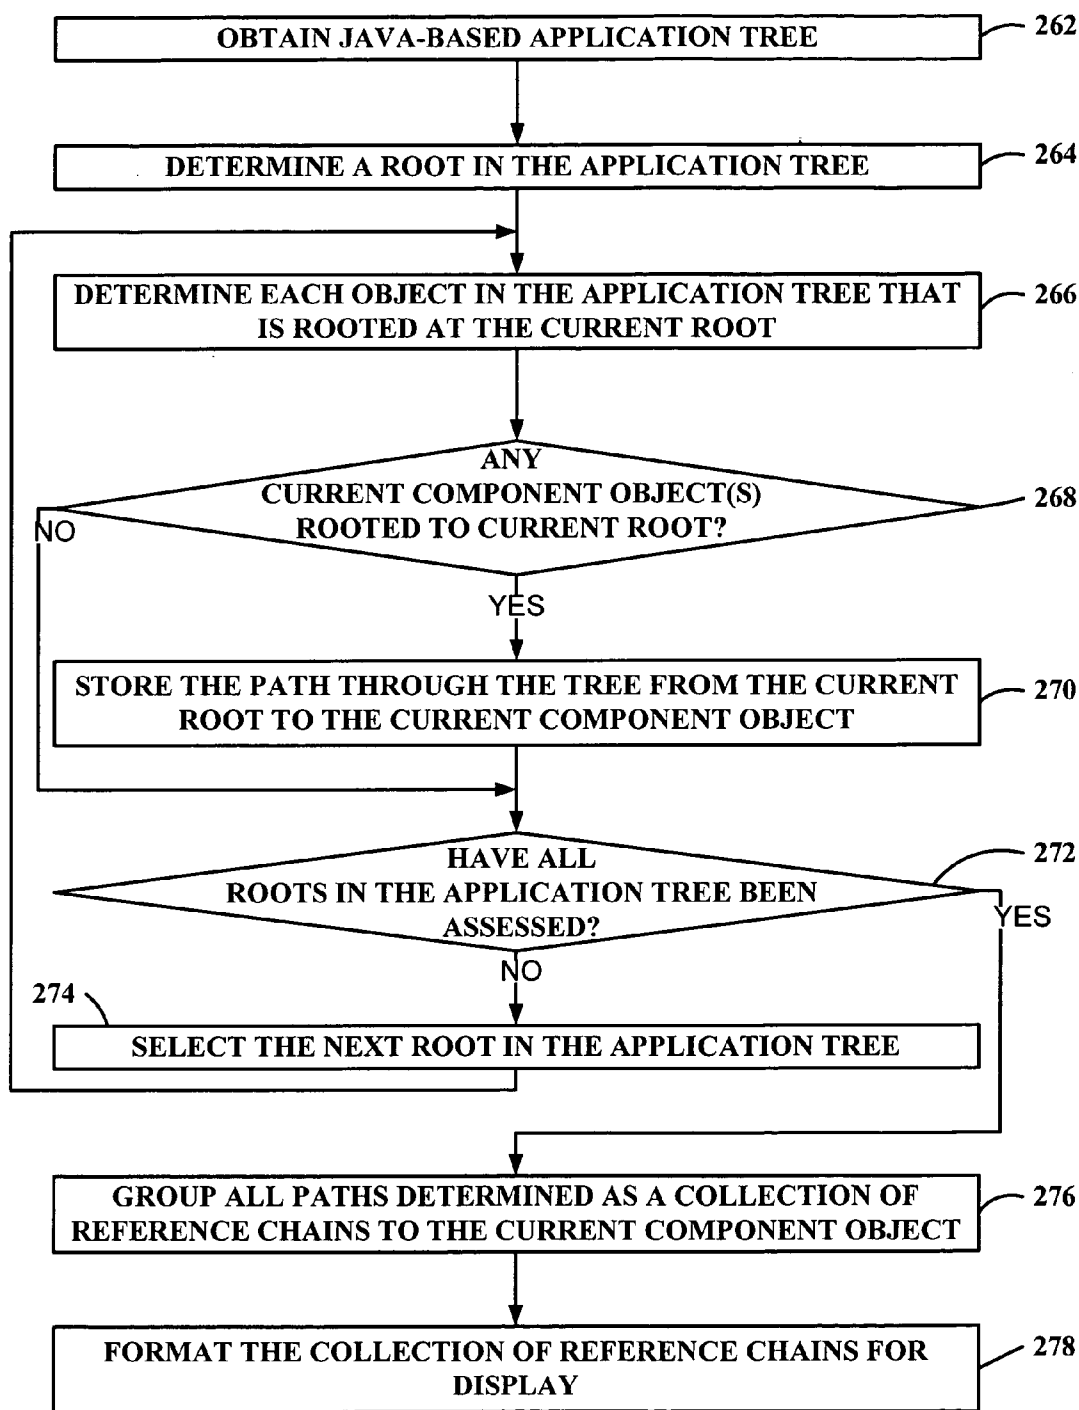 OBTAIN JAVA-BASED APPLICATION TREE
262
DETERMINE A ROOT IN THE APPLICATION TREE
264
DETERMINE EACH OBJECT IN THE APPLICATION TREE THAT
IS ROOTED AT THE CURRENT ROOT
266
ANY
CURRENT COMPONENT OBJECT(S)
ROOTED TO CURRENT ROOT?
268
NO
YES
STORE THE PATH THROUGH THE TREE FROM THE CURRENT
ROOT TO THE CURRENT COMPONENT OBJECT
270
HAVE ALL
ROOTS IN THE APPLICATION TREE BEEN
ASSESSED?
272
YES
NO
274
SELECT THE NEXT ROOT IN THE APPLICATION TREE
GROUP ALL PATHS DETERMINED AS A COLLECTION OF
REFERENCE CHAINS TO THE CURRENT COMPONENT OBJECT
276
FORMAT THE COLLECTION OF REFERENCE CHAINS FOR
DISPLAY
278